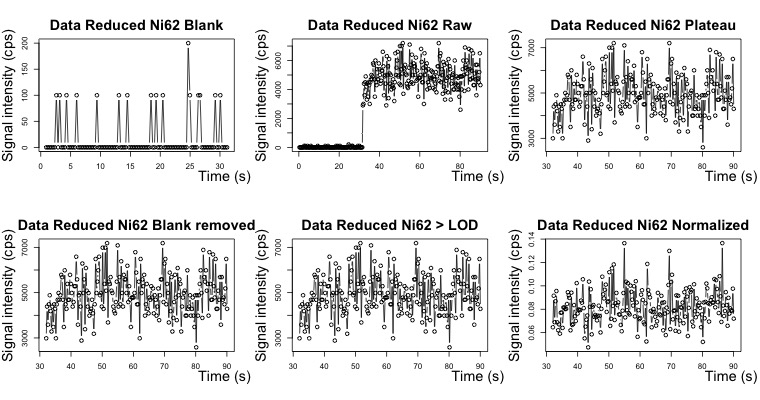 Data Reduced Ni62 Blank
Signal intensity (cps)
0 50 100 150 200
0 5 10 15 20 25 30
Time (s)
Data Reduced Ni62 Raw
Signal intensity (cps)
0 2000 4000 6000
0 20 40 60 80
Time (s)
Data Reduced Ni62 Plateau
Signal intensity (cps)
3000 5000 7000
30 40 50 60 70 80 90
Time (s)
Data Reduced Ni62 Blank removed
Signal intensity (cps)
3000 5000 7000
30 40 50 60 70 80 90
Time (s)
Data Reduced Ni62 > LOD
Signal intensity (cps)
3000 5000 7000
30 40 50 60 70 80 90
Time (s)
Data Reduced Ni62 Normalized
Signal intensity (cps)
0.06 0.08 0.10 0.12 0.14
30 40 50 60 70 80 90
Time (s)